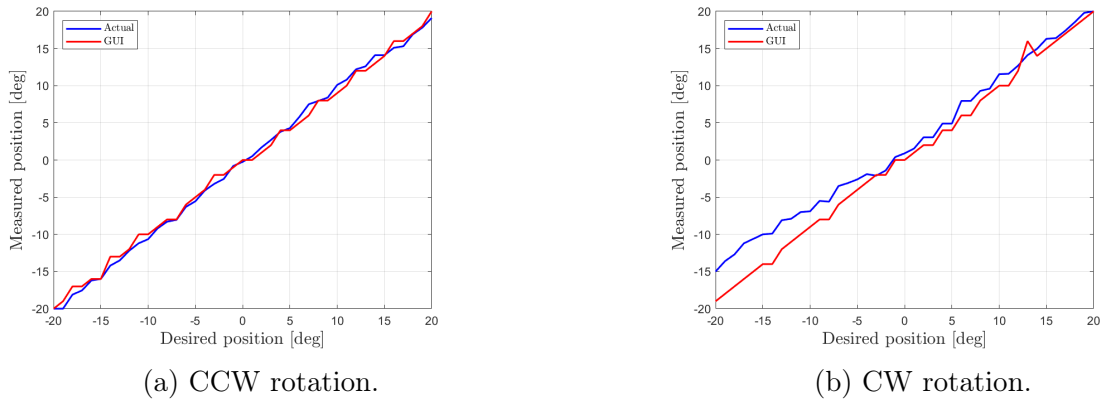 20
15
10
5
0
-5
-10
-15
-20
Measured position [deg]
Actual
GUI
-20 -15 -10 -5 0 5 10 15 20
Desired position [deg]
(a) CCW rotation.
20
15
10
5
0
-5
-10
-15
-20
Measured position [deg]
Actual
GUI
-20 -15 -10 -5 0 5 10 15 20
Desired position [deg]
(b) CW rotation.